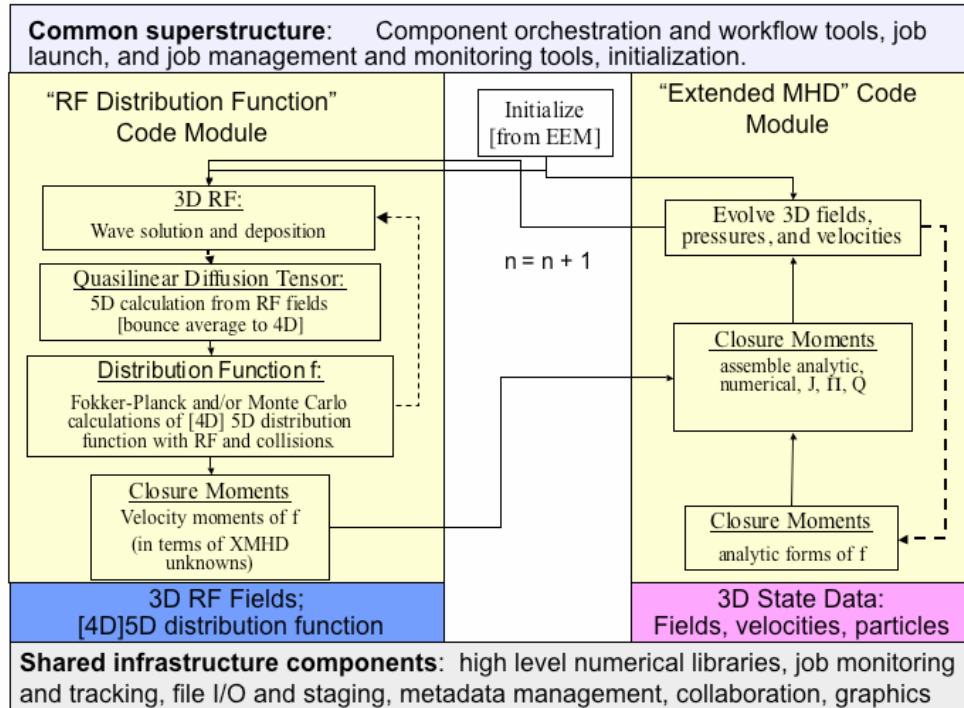 Common superstructure: Component orchestration and workflow tools, job
launch, and job management and monitoring tools, initialization.
“RF Distribution Function”
Code Module
Initialize
[from EEM]
“Extended MHD” Code
Module
3D RF:
Wave solution and deposition
Quasilinear Diffusion Tensor:
5D calculation from RF fields
[bounce average to 4D]
Distribution Function f:
Fokker-Planck and/or Monte Carlo
calculations of [4D] 5D distribution
function with RF and collisions.
Closure Moments
Velocity moments of f
(in terms of XMHD
unknowns)
n = n + 1
Evolve 3D fields,
pressures, and velocities
Closure Moments
assemble analytic,
numerical, J, Π, Q
Closure Moments
analytic forms of f
3D RF Fields;
[4D]5D distribution function
3D State Data:
Fields, velocities, particles
Shared infrastructure components: high level numerical libraries, job monitoring
and tracking, file I/O and staging, metadata management, collaboration, graphics